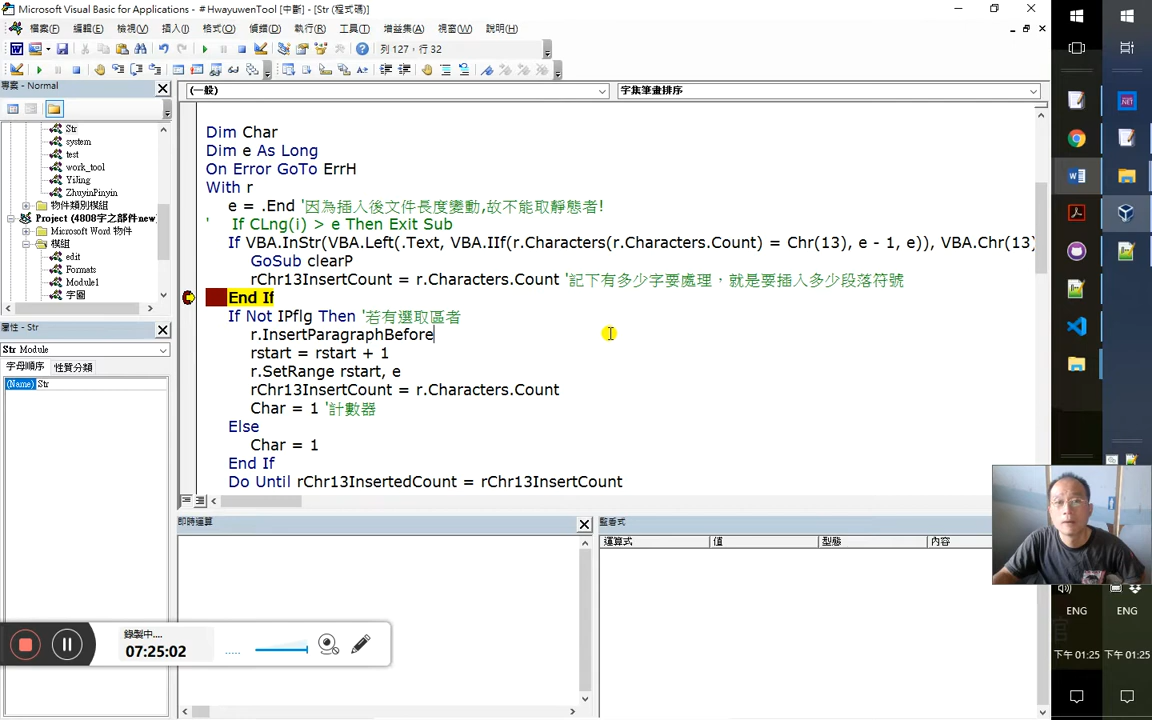 Microsoft Visual Basic for Applications - # HwayuwenTool [中斷] - [Str (程式碼)]
檔案(F) 編輯(E) 檢視(V) 插入(I) 格式(O) 偵錯(D) 執行(R) 工具(T) 增益集(A) 視窗(W) 說明(H)
列 127，行 32
專案 - Normal
(一般)
字集筆畫排序
Str
system
test
work_tool
YiJing
ZhuyinPinyin
物件類別模組
Project (4808字之部件new
Microsoft Word 物件
模組
edit
Formats
Module1
字圖
屬性 - Str
Str Module
字母順序 性質分類
(Name) Str
Dim Char
Dim e As Long
On Error GoTo ErrH
With r
e = .End '因為插入後文件長度變動,故不能取靜態者!
' If CLng(i) > e Then Exit Sub
If VBA.InStr(VBA.Left(.Text, VBA.IIf(r.Characters(r.Characters.Count) = Chr(13), e - 1, e)), VBA.Chr(13)
GoSub clearP
rChr13InsertCount = r.Characters.Count '記下有多少字要處理，就是要插入多少段落符號
End If
If Not IPflg Then '若有選取區者
r.InsertParagraphBefore
rstart = rstart + 1
r.SetRange rstart, e
rChr13InsertCount = r.Characters.Count
Char = 1 '計數器
Else
Char = 1
End If
Do Until rChr13InsertedCount = rChr13InsertCount
即時運算
監看式
運算式 值 型態 內容
錄製中....
07:25:02
ENG ENG
下午 01:25 下午 01:25